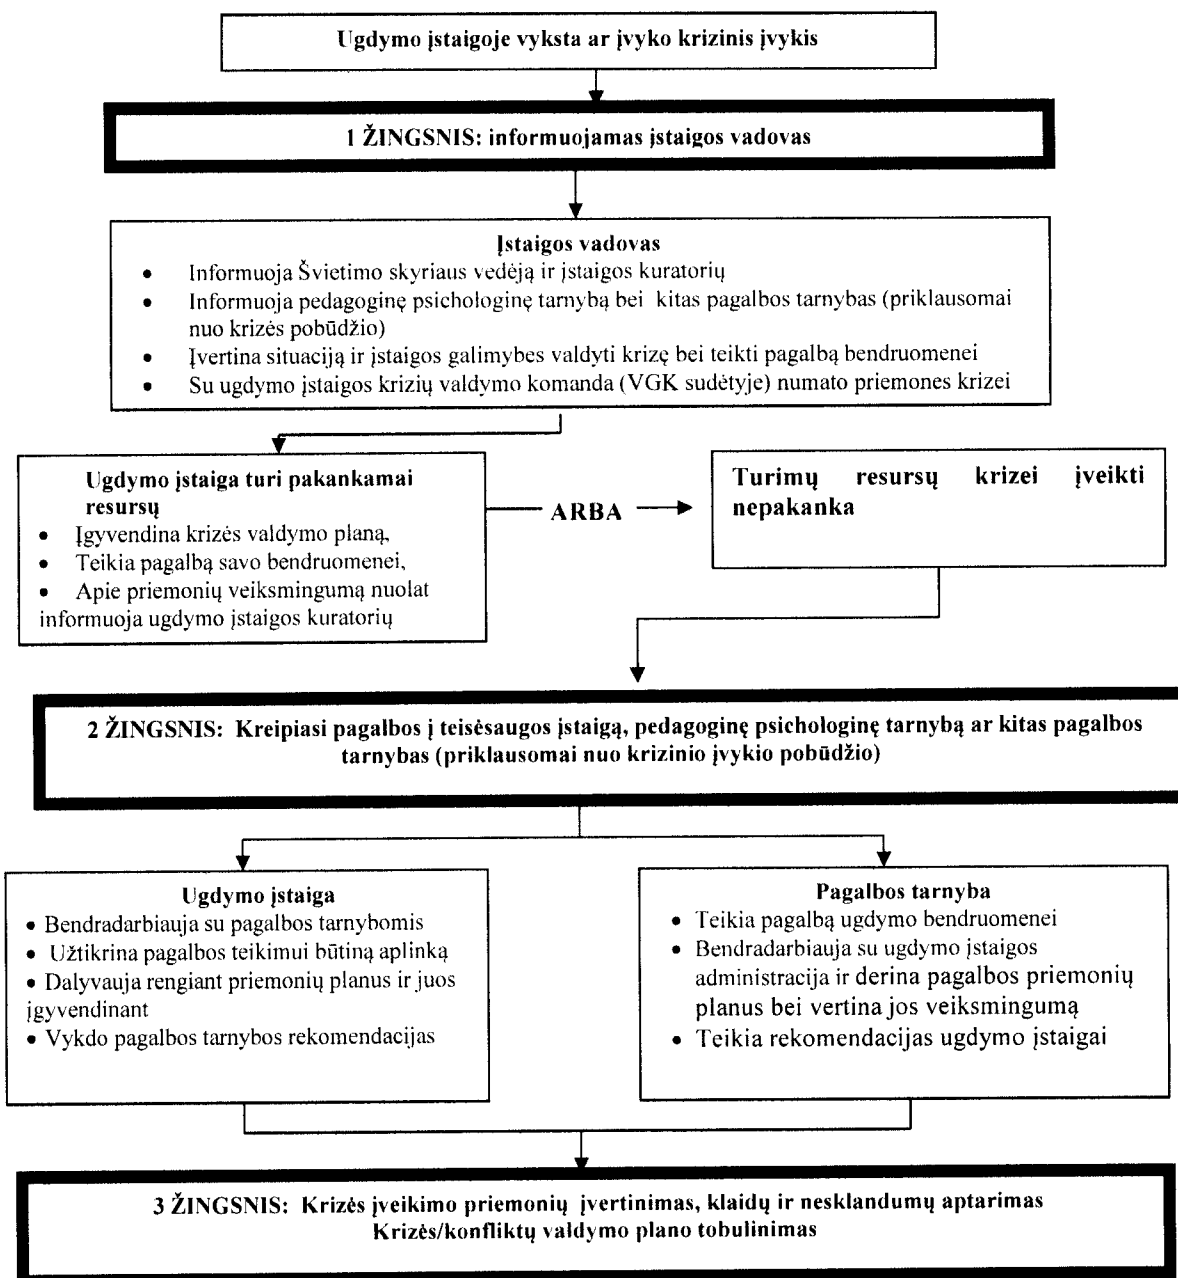 Ugdymo įstaigoje vyksta ar įvyko krizinis įvykis
1 ŽINGSNIS: informuojamas įstaigos vadovas
Įstaigos vadovas
• Informuoja Švietimo skyriaus vedėją ir įstaigos kuratorių
• Informuoja pedagoginę psichologinę tarnybą bei kitas pagalbos tarnybas (priklausomai
nuo krizės pobūdžio)
• Įvertina situaciją ir įstaigos galimybes valdyti krizę bei teikti pagalbą bendruomenei
• Su ugdymo įstaigos krizių valdymo komanda (VGK sudėtyje) numato priemones krizei
Ugdymo įstaiga turi pakankamai
resursų
• Įgyvendina krizės valdymo planą,
• Teikia pagalbą savo bendruomenei,
• Apie priemonių veiksmingumą nuolat
informuoja ugdymo įstaigos kuratorių
ARBA
Turimų resursų krizei įveikti
nepakanka
2 ŽINGSNIS: Kreipiasi pagalbos į teisėsaugos įstaigą, pedagoginę psichologinę tarnybą ar kitas pagalbos
tarnybas (priklausomai nuo krizinio įvykio pobūdžio)
Ugdymo įstaiga
• Bendradarbiauja su pagalbos tarnybomis
• Užtikrina pagalbos teikimui būtiną aplinką
• Dalyvauja rengiant priemonių planus ir juos
įgyvendinant
• Vykdo pagalbos tarnybos rekomendacijas
Pagalbos tarnyba
• Teikia pagalbą ugdymo bendruomenei
• Bendradarbiauja su ugdymo įstaigos
administracija ir derina pagalbos priemonių
planus bei vertina jos veiksmingumą
• Teikia rekomendacijas ugdymo įstaigai
3 ŽINGSNIS: Krizės įveikimo priemonių įvertinimas, klaidų ir nesklandumų aptarimas
Krizės/konfliktų valdymo plano tobulinimas